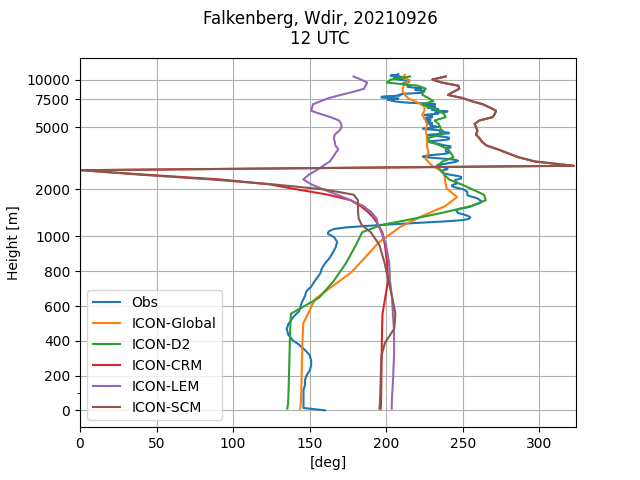 Falkenberg, Wdir, 20210926
12 UTC
Height [m]
10000
7500
5000
2000
1000
800
600
400
200
0
Obs
ICON-Global
ICON-D2
ICON-CRM
ICON-LEM
ICON-SCM
0 50 100 150 200 250 300
[deg]